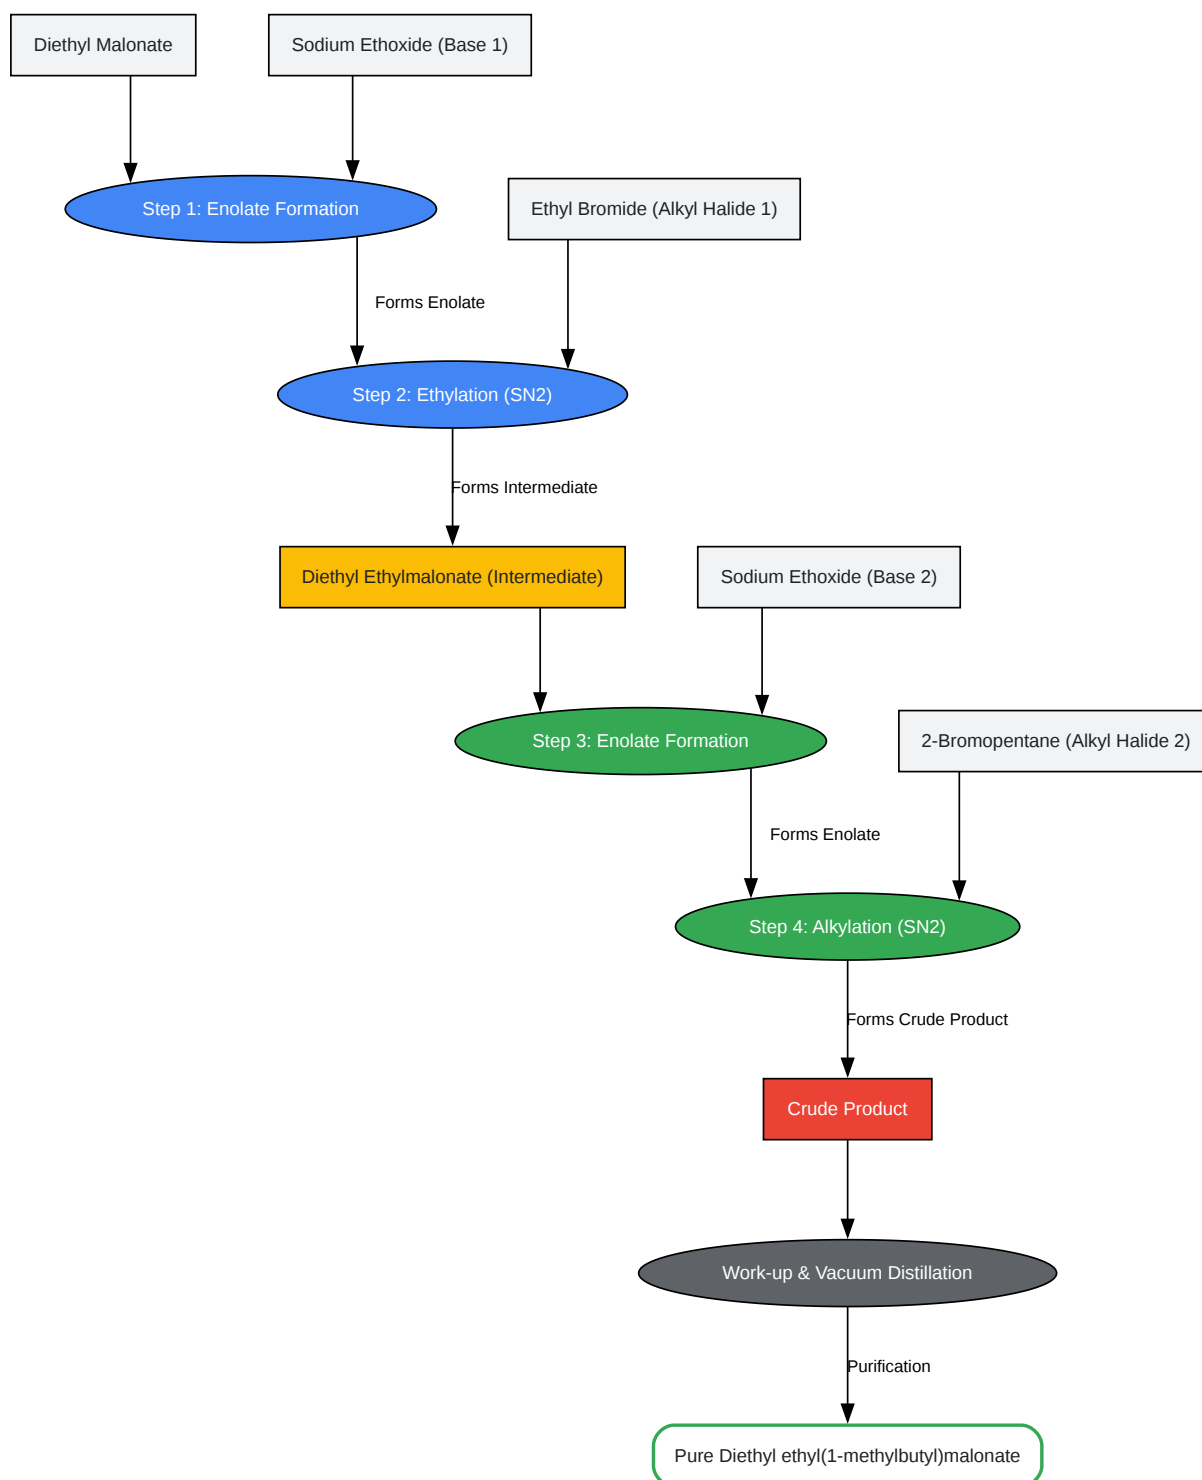 Diethyl Malonate
Sodium Ethoxide (Base 1)
Step 1: Enolate Formation
Ethyl Bromide (Alkyl Halide 1)
Forms Enolate
Step 2: Ethylation (SN2)
Forms Intermediate
Diethyl Ethylmalonate (Intermediate)
Sodium Ethoxide (Base 2)
Step 3: Enolate Formation
2-Bromopentane (Alkyl Halide 2)
Forms Enolate
Step 4: Alkylation (SN2)
Forms Crude Product
Crude Product
Work-up & Vacuum Distillation
Purification
Pure Diethyl ethyl(1-methylbutyl)malonate